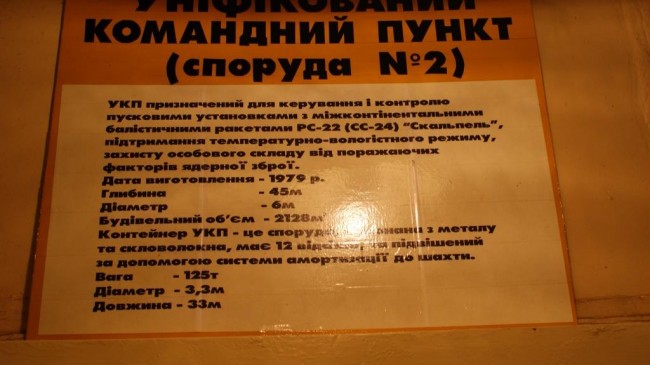 УНІФІКОВАНИЙ
КОМАНДНИЙ ПУНКТ
(споруда №2)
УКП призначений для керування і контролю
пусковими установками з міжконтінентальними
балістичними ракетами РС-22 (СС-24) "Скальпель",
підтримання температурно-вологістного режиму,
захисту особового складу від поражаючих
факторів ядерної зброї.
Дата виготовлення - 1979 р.
Глибина - 45м
Діаметр - 6м
Будівельний об'єм - 2128м
Контейнер УКП - це споруда, з металу
та скловолокна, має 12 та підвішений
за допомогою системи амортизації до шахти.
Вага - 125т
Діаметр - 3,3м
Довжина - 33м